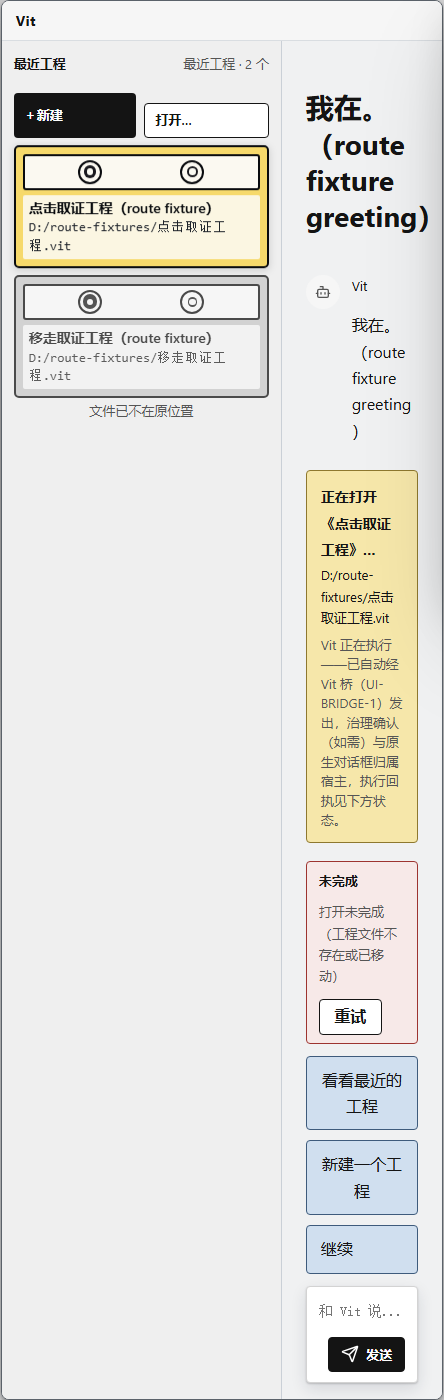 Vit
最近工程
最近工程 · 2 个
+ 新建
打开...
点击取证工程（route fixture）
D:/route-fixtures/点击取证工
程.vit
移走取证工程（route fixture）
D:/route-fixtures/移走取证工
程.vit
文件已不在原位置
我在。
（route
fixture
greeting）
Vit
我在。
（route
fixture
greeting
）
正在打开
《点击取证
工程》…
D:/route-
fixtures/点击
取证工程.vit
Vit 正在执行
——已自动经
Vit 桥（UI-
BRIDGE-1）发
出，治理确认
（如需）与原
生对话框归属
宿主，执行回
执见下方状
态。
未完成
打开未完成
（工程文件不
存在或已移
动）
重试
看看最近的
工程
新建一个工
程
继续
和 Vit 说...
发送